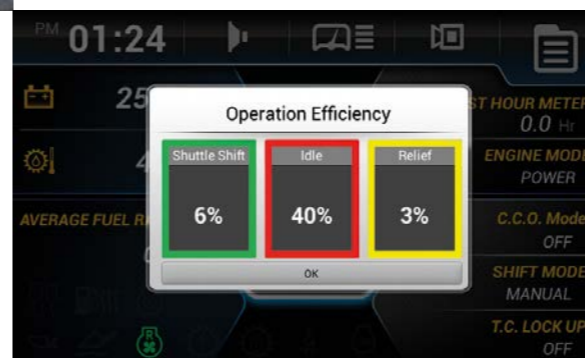 PM 01:24
25
Operation Efficiency
Shuttle Shift
6%
Idle
40%
Relief
3%
OK
4
AVERAGE FUEL R
ST HOUR METER
0.0 Hr
ENGINE MODE
POWER
C.C.O. Mode
OFF
SHIFT MODE
MANUAL
T.C. LOCK UP
OFF
R